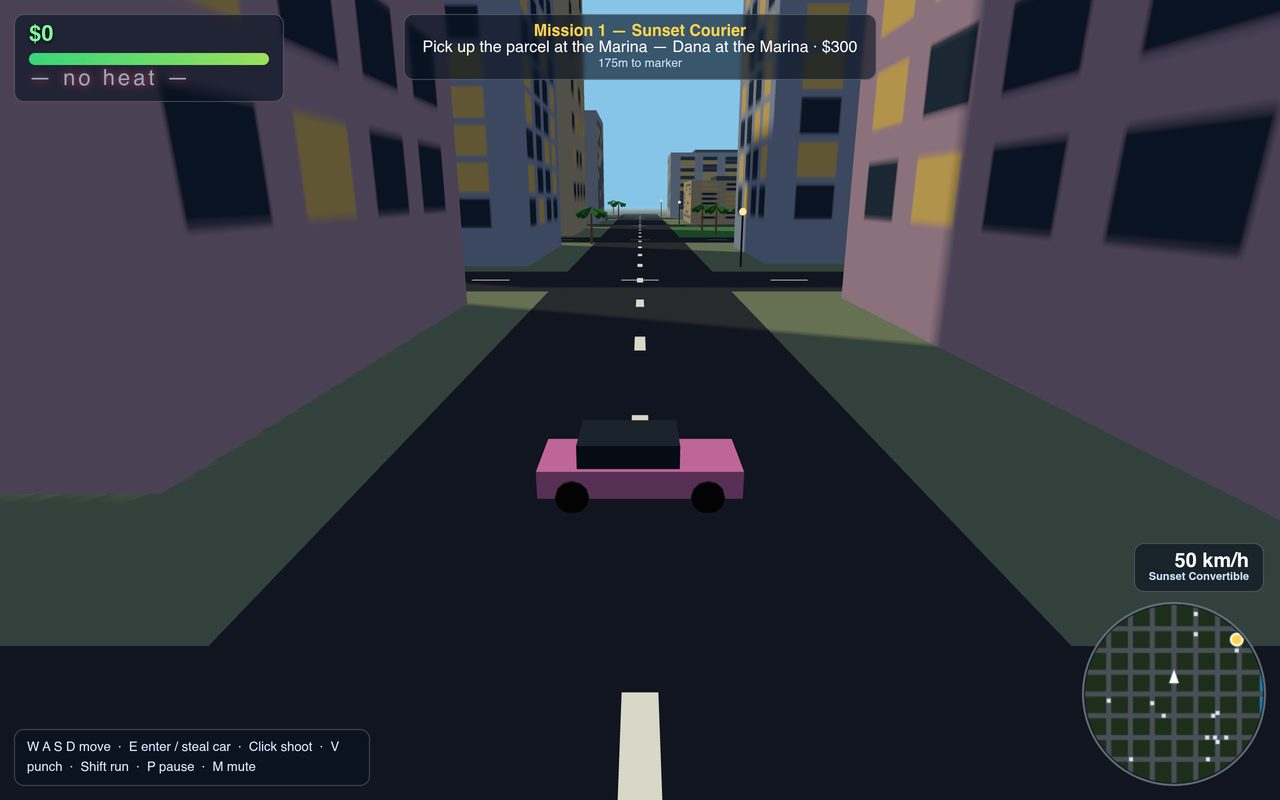 $0
— no heat —
Mission 1 — Sunset Courier
Pick up the parcel at the Marina — Dana at the Marina · $300
175m to marker
50 km/h
Sunset Convertible
W A S D move · E enter / steal car · Click shoot · V
punch · Shift run · P pause · M mute